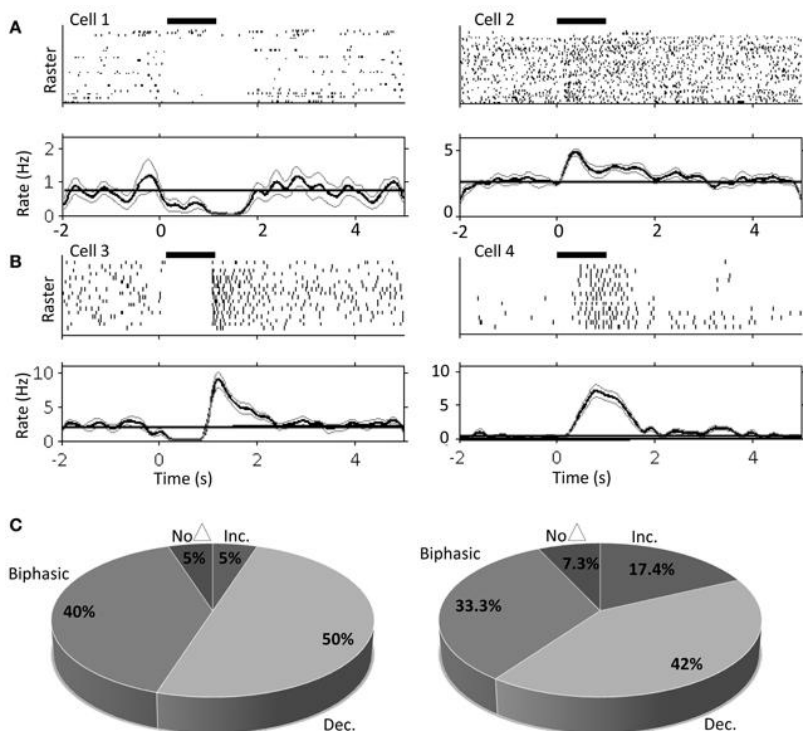 A
Cell 1
Cell 2
Raster
Rate (Hz)
2
1
0
5
0
-2 0 2 4
-2 0 2 4
B
Cell 3
Cell 4
Raster
Rate (Hz)
10
5
0
10
5
0
-2 0 2 4
-2 0 2 4
Time (s)
Time (s)
C
No△ Inc.
5% 5%
Biphasic
40%
50%
Dec.
No△ Inc.
7.3% 17.4%
Biphasic
33.3%
42%
Dec.